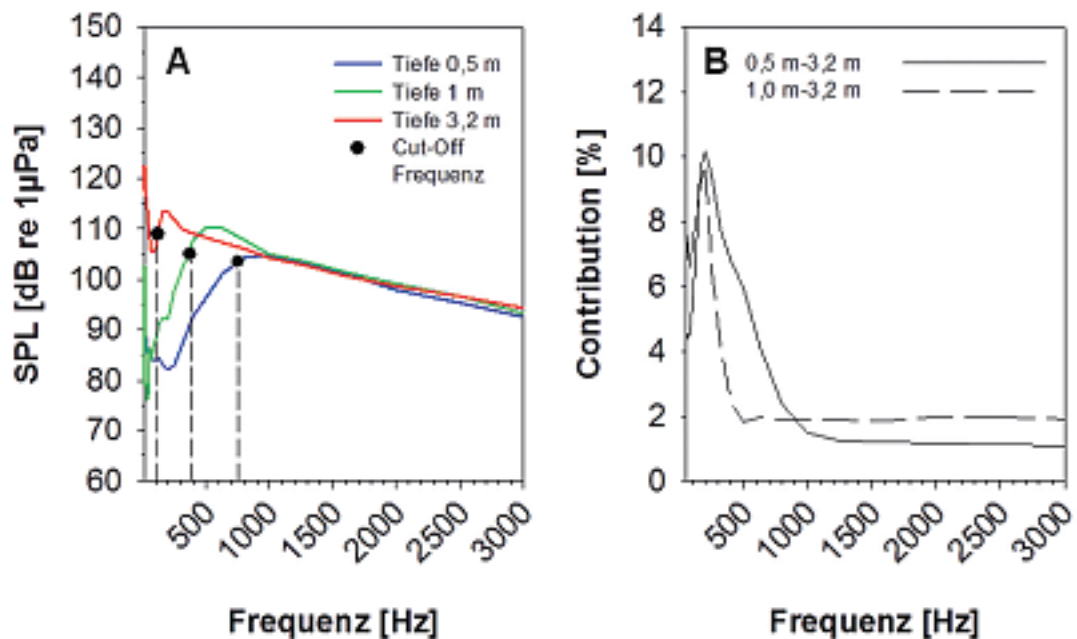 A
Tiefe 0,5 m
Tiefe 1 m
Tiefe 3,2 m
Cut-Off
Frequenz
SPL [dB re 1µPa]
150
140
130
120
110
100
90
80
70
60
500
1000
1500
2000
2500
3000
Frequenz [Hz]
B
0,5 m-3,2 m
1,0 m-3,2 m
Contribution [%]
14
12
10
8
6
4
2
0
500
1000
1500
2000
2500
3000
Frequenz [Hz]